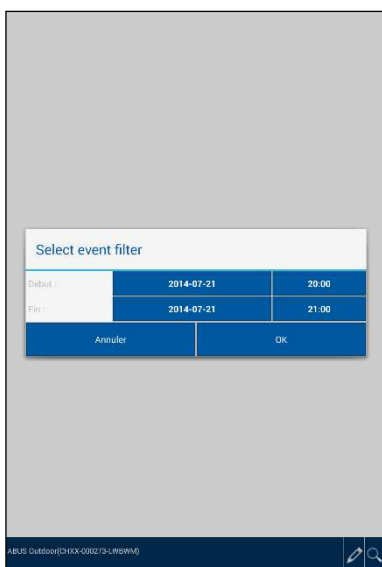 Select event filter
Debut : 2014-07-21 20:00
Fin : 2014-07-21 21:00
Annuler OK
ABUS Outdoor(CHXX-000273-LWBWM)